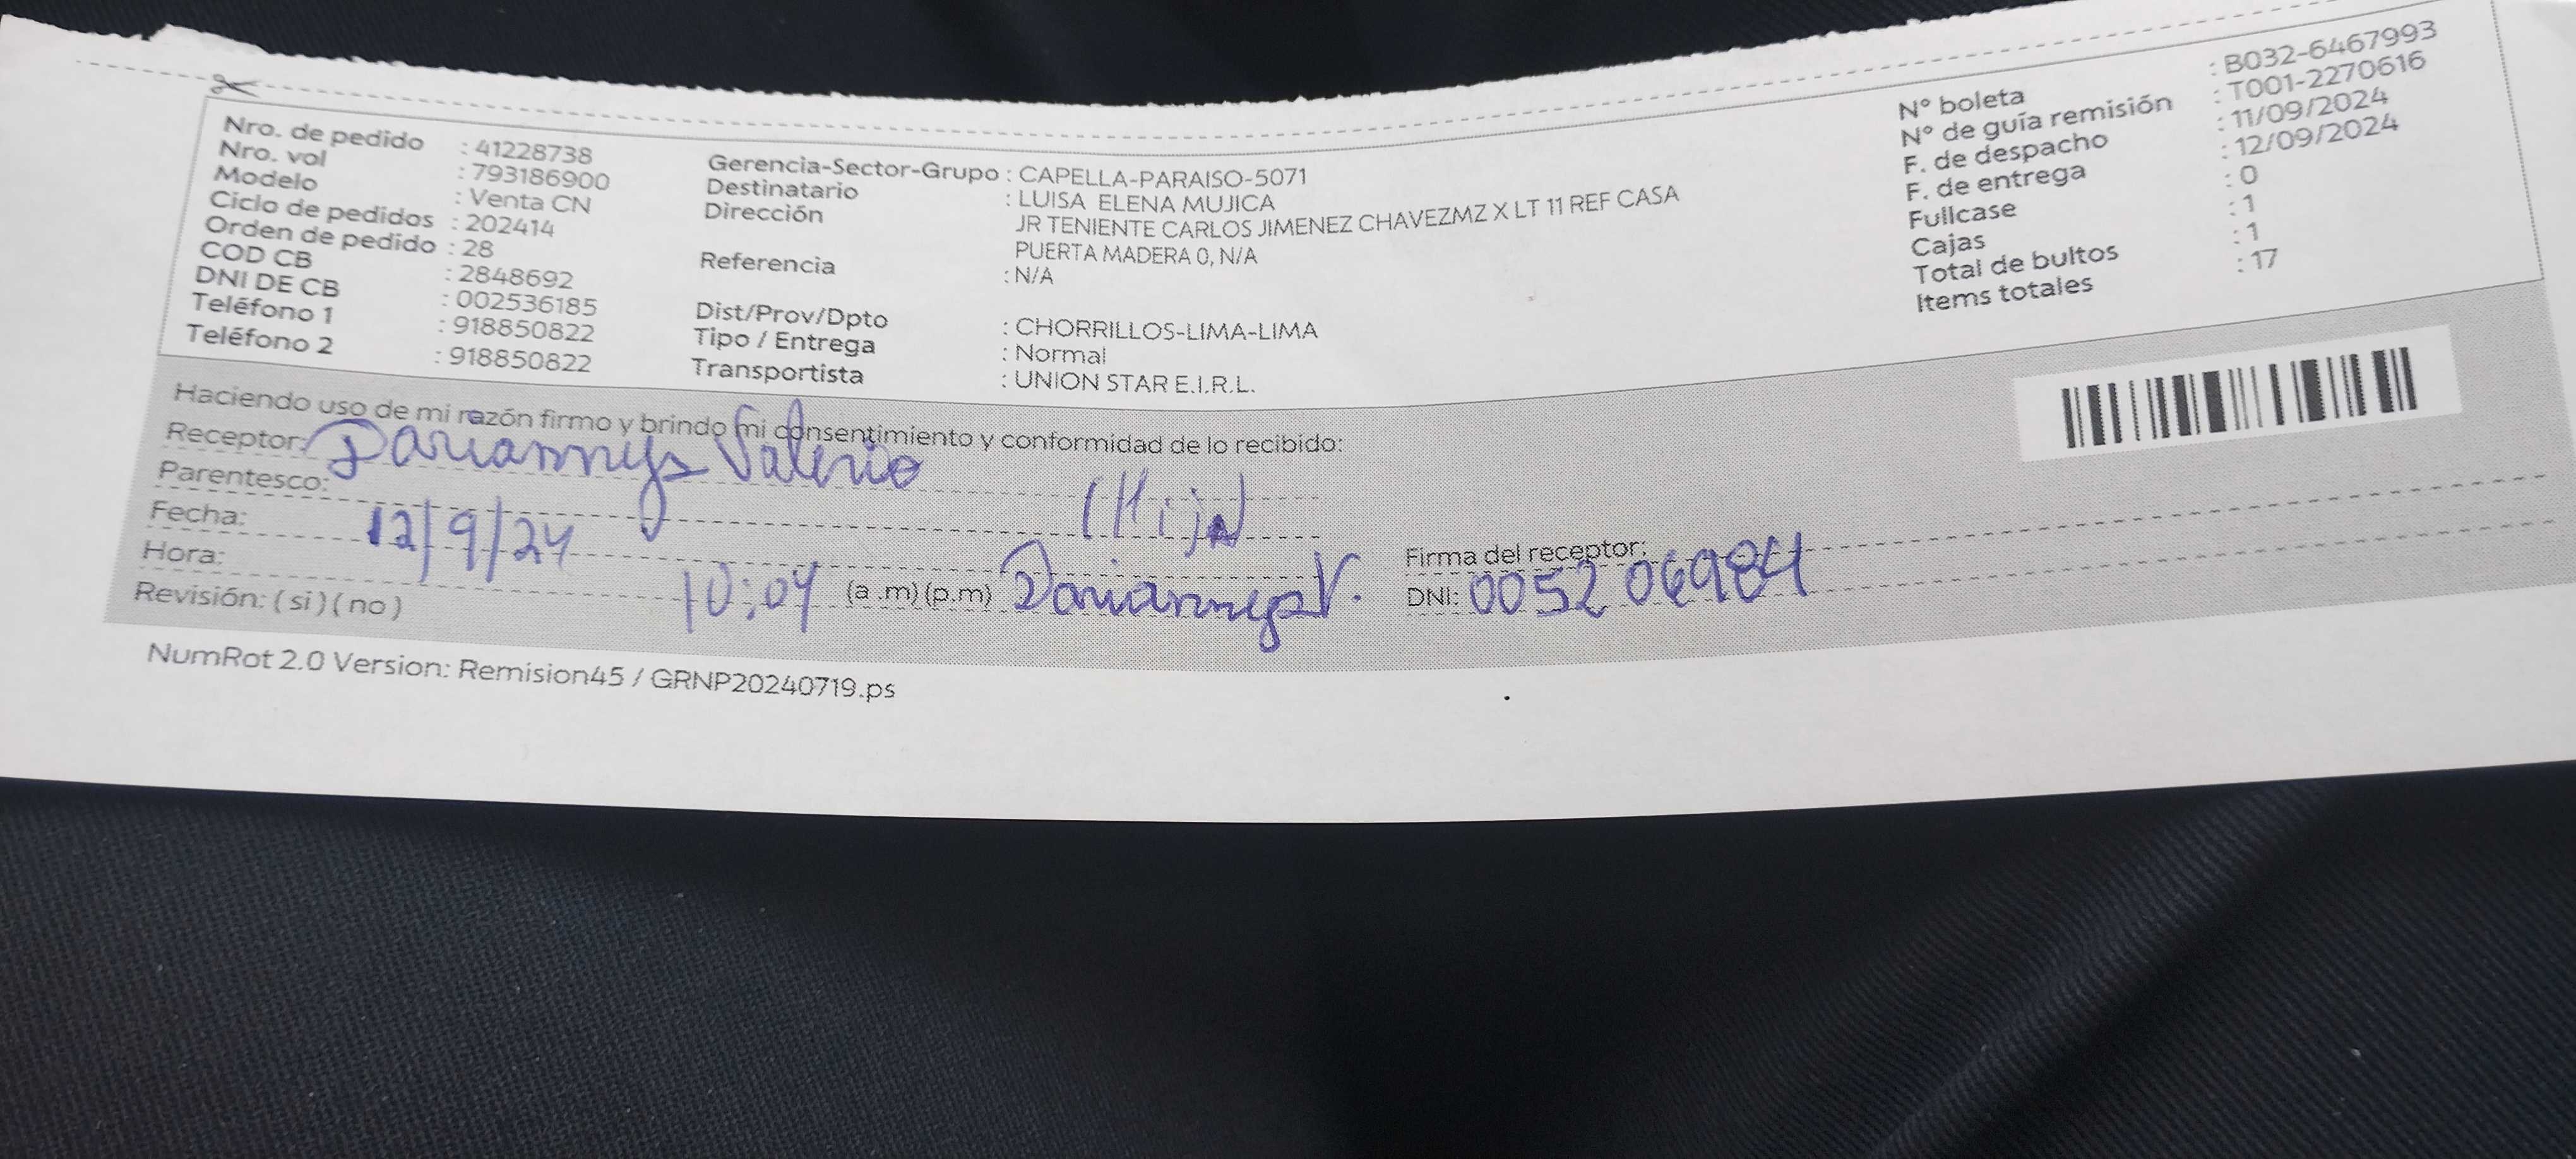 Nro. de pedido : 41228738
Nro. vol : 793186900
Modelo : Venta CN
Ciclo de pedidos : 202414
Orden de pedido : 28
COD CB : 2848692
DNI DE CB : 002536185
Teléfono 1 : 918850822
Teléfono 2 : 918850822
Gerencia-Sector-Grupo : CAPELLA-PARAISO-5071
Destinatario : LUISA ELENA MUJICA
Dirección JR TENIENTE CARLOS JIMENEZ CHAVEZMZ X LT 11 REF CASA
PUERTA MADERA 0, N/A
Referencia : N/A
Dist/Prov/Dpto : CHORRILLOS-LIMA-LIMA
Tipo / Entrega : Normal
Transportista : UNION STAR E.I.R.L.
N° boleta : B032-6467993
N° de guía remisión : T001-2270616
F. de despacho : 11/09/2024
F. de entrega : 12/09/2024
Fullcase : 0
Cajas : 1
Total de bultos : 1
Items totales : 17
Haciendo uso de mi razón firmo y brindo mi consentimiento y conformidad de lo recibido:
Receptor: Dariannys Valerio
Parentesco: (Hija)
Fecha: 12/9/24
Hora: 10:04 (a .m) (p.m) Dariannys V.
Firma del receptor:
DNI: 005206984
Revisión: ( si ) ( no )
NumRot 2.0 Version: Remision45 / GRNP20240719.ps